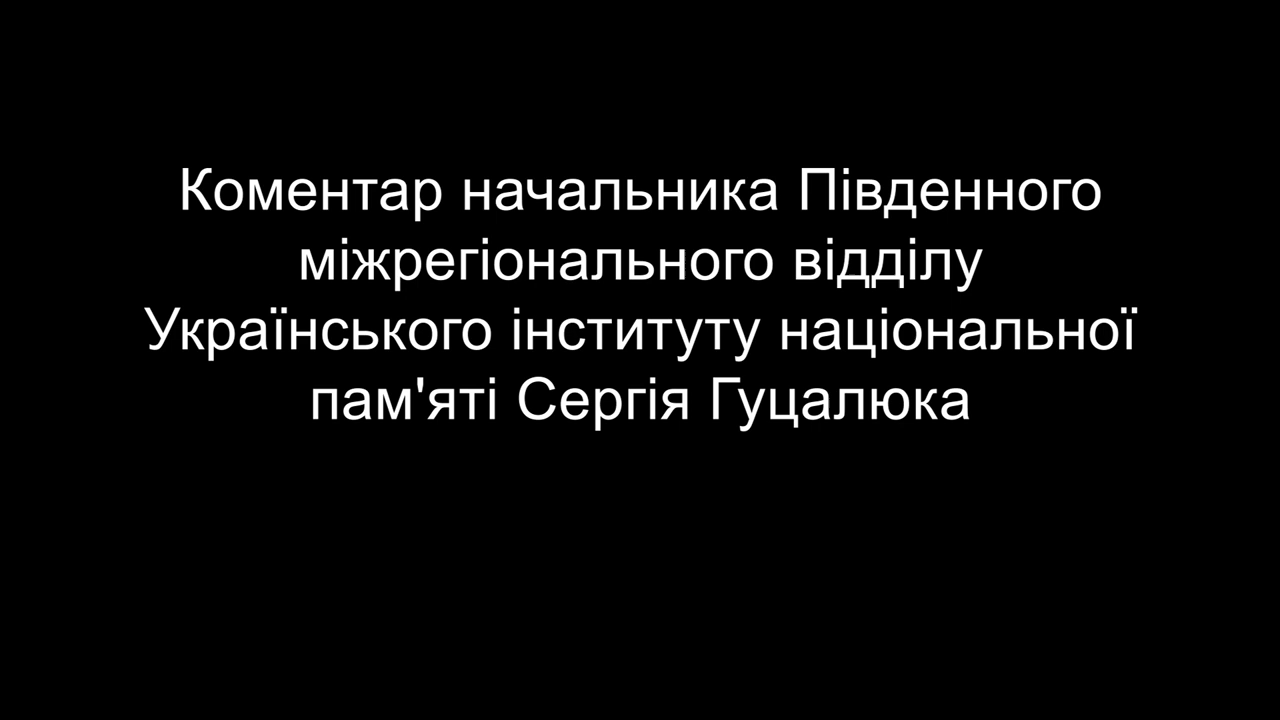 Коментар начальника Південного
міжрегіонального відділу
Українського інституту національної
пам'яті Сергія Гуцалюка